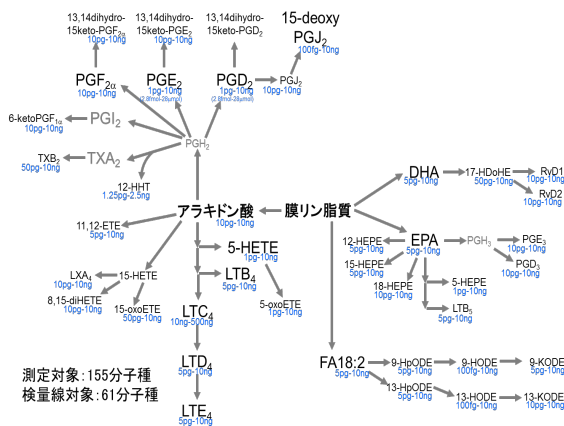 13,14dihydro-
15keto-PGF2α
10pg-10ng
13,14dihydro-
15keto-PGE2
10pg-10ng
13,14dihydro-
15keto-PGD2
15-deoxy
PGJ2
100fg-10ng
PGF2α
10pg-10ng
PGE2
1pg-10ng
(2.8fmol-28μmol)
PGD2
1pg-10ng
(2.8fmol-28μmol)
PGJ2
10pg-10ng
6-ketoPGF1α
10pg-10ng
PGI2
PGH2
TXB2
50pg-10ng
TXA2
12-HHT
1.25pg-2.5ng
DHA
5pg-10ng
17-HDoHE
50pg-10ng
RyD1
10pg-10ng
RyD2
10pg-10ng
アラキドン酸
10pg-10ng
膜リン脂質
11,12-ETE
5pg-10ng
5-HETE
1pg-10ng
12-HEPE
5pg-10ng
EPA
5pg-10ng
PGH3
PGE3
10pg-10ng
PGD3
10pg-10ng
15-HEPE
5pg-10ng
LXA4
10pg-10ng
15-HETE
LTB4
5pg-10ng
18-HEPE
10pg-10ng
5-HEPE
1pg-10ng
8,15-diHETE
10pg-10ng
15-oxoETE
50pg-10ng
5-oxoETE
1pg-10ng
LTB5
5pg-10ng
LTC4
10ng-500ng
LTD4
5pg-10ng
LTE4
5pg-10ng
FA18:2
5pg-10ng
9-HpODE
5pg-10ng
9-HODE
100fg-10ng
9-KODE
5pg-10ng
13-HpODE
5pg-10ng
13-HODE
100fg-10ng
13-KODE
10pg-10ng
測定対象：155分子種
検量線対象：61分子種